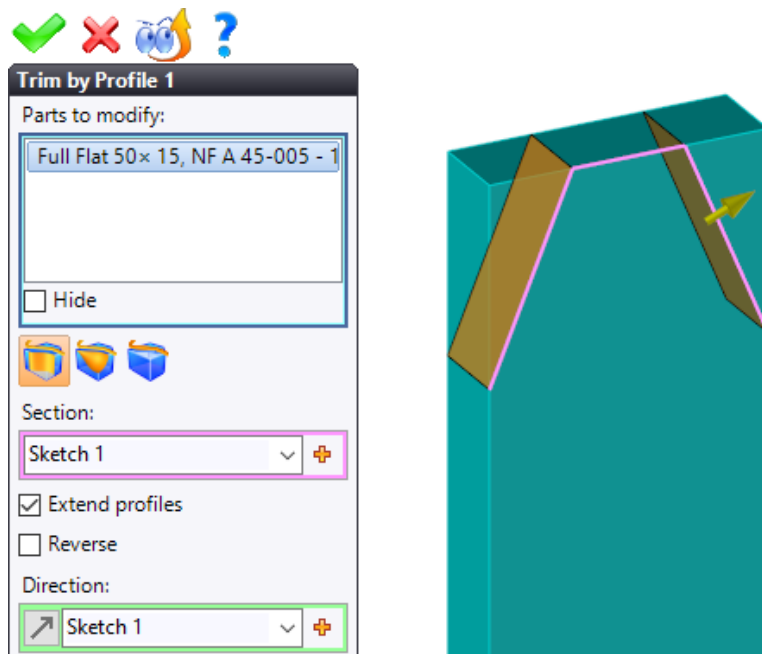 Trim by Profile 1
Parts to modify:
Full Flat 50× 15, NF A 45-005 - 1
Hide
Section:
Sketch 1
Extend profiles
Reverse
Direction:
Sketch 1